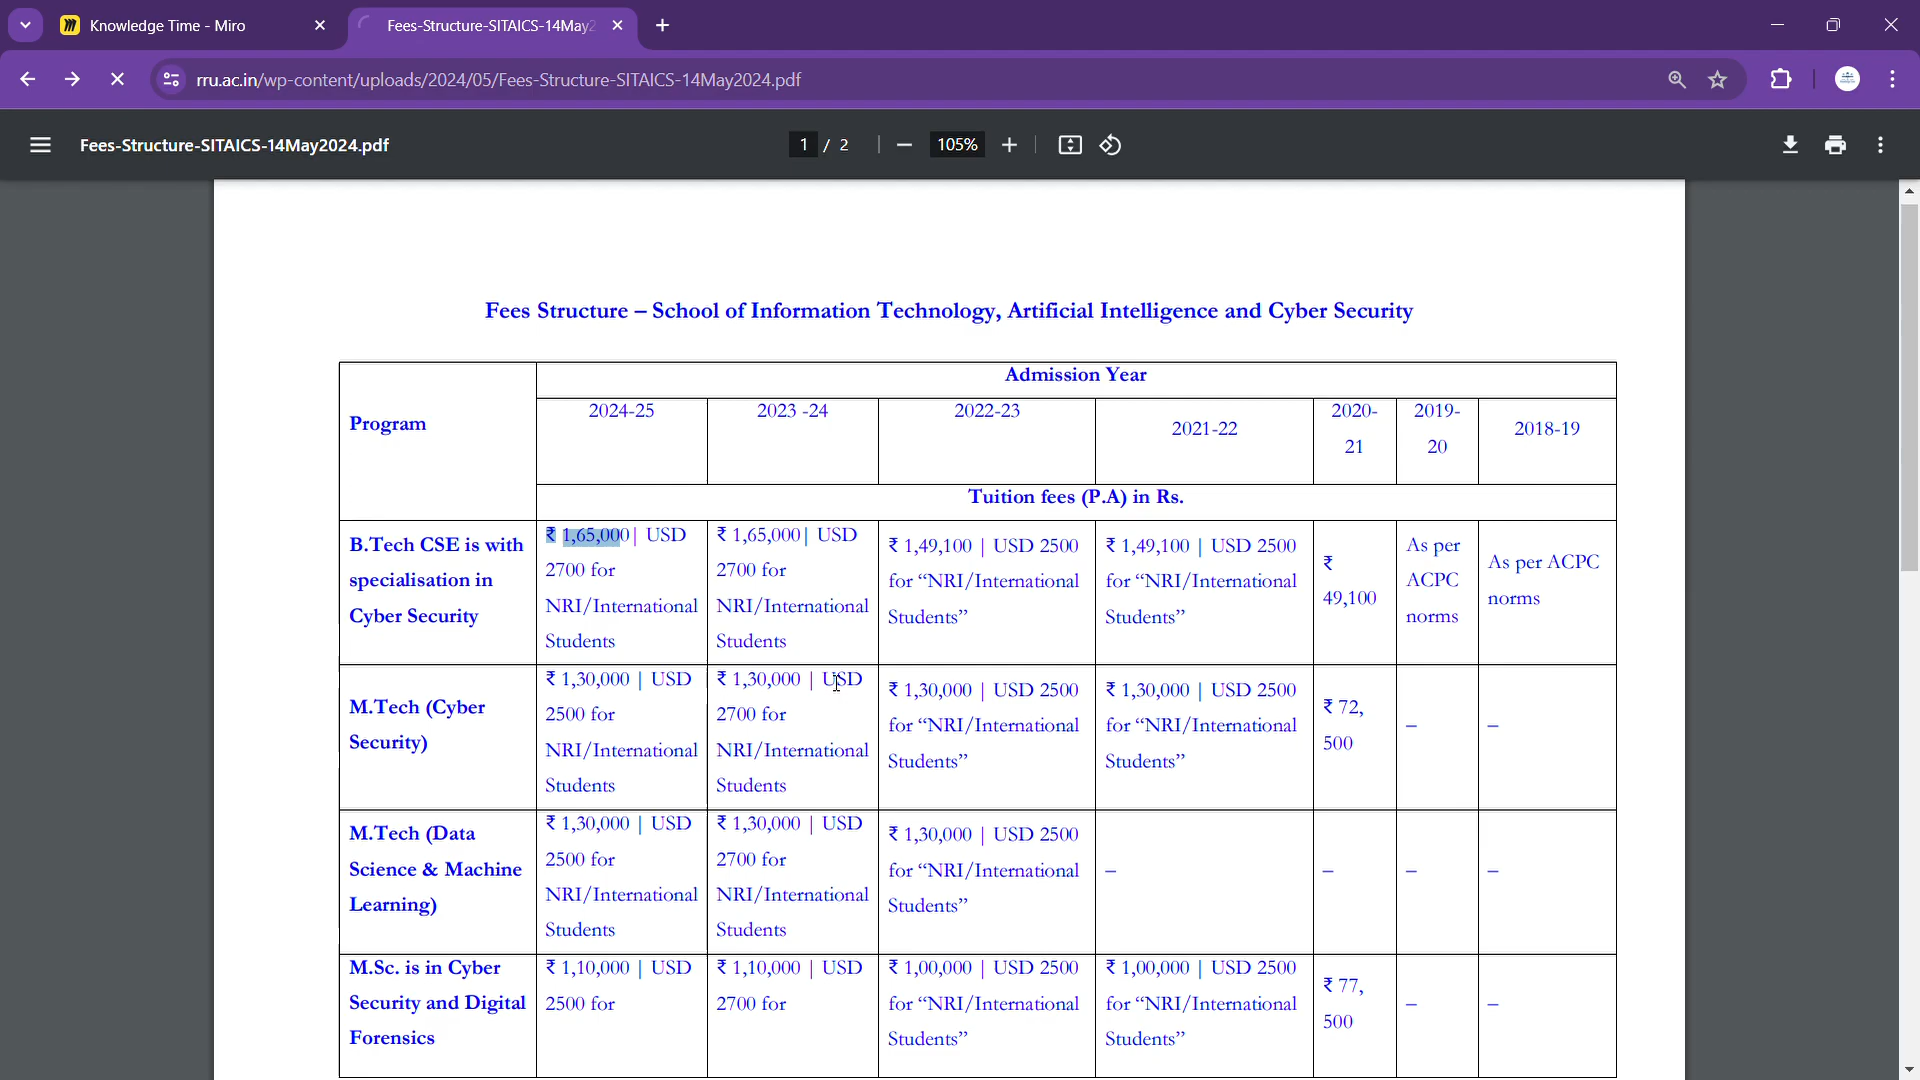 Knowledge Time - Miro
Fees-Structure-SITAICS-14May2
rru.ac.in/wp-content/uploads/2024/05/Fees-Structure-SITAICS-14May2024.pdf
Fees-Structure-SITAICS-14May2024.pdf
1 / 2
105%
Fees Structure – School of Information Technology, Artificial Intelligence and Cyber Security
Program
Admission Year
2024-25
2023 -24
2022-23
2021-22
2020-
21
2019-
20
2018-19
Tuition fees (P.A) in Rs.
B.Tech CSE is with
specialisation in
Cyber Security
₹ 1,65,000| USD
2700 for
NRI/International
Students
₹ 1,65,000| USD
2700 for
NRI/International
Students
₹ 1,49,100 | USD 2500
for “NRI/International
Students”
₹ 1,49,100 | USD 2500
for “NRI/International
Students”
₹
49,100
As per
ACPC
norms
As per ACPC
norms
M.Tech (Cyber
Security)
₹ 1,30,000 | USD
2500 for
NRI/International
Students
₹ 1,30,000 | USD
2700 for
NRI/International
Students
₹ 1,30,000 | USD 2500
for “NRI/International
Students”
₹ 1,30,000 | USD 2500
for “NRI/International
Students”
₹ 72,
500
–
–
M.Tech (Data
Science & Machine
Learning)
₹ 1,30,000 | USD
2500 for
NRI/International
Students
₹ 1,30,000 | USD
2700 for
NRI/International
Students
₹ 1,30,000 | USD 2500
for “NRI/International
Students”
–
–
–
–
M.Sc. is in Cyber
Security and Digital
Forensics
₹ 1,10,000 | USD
2500 for
₹ 1,10,000 | USD
2700 for
₹ 1,00,000 | USD 2500
for “NRI/International
Students”
₹ 1,00,000 | USD 2500
for “NRI/International
Students”
₹ 77,
500
–
–